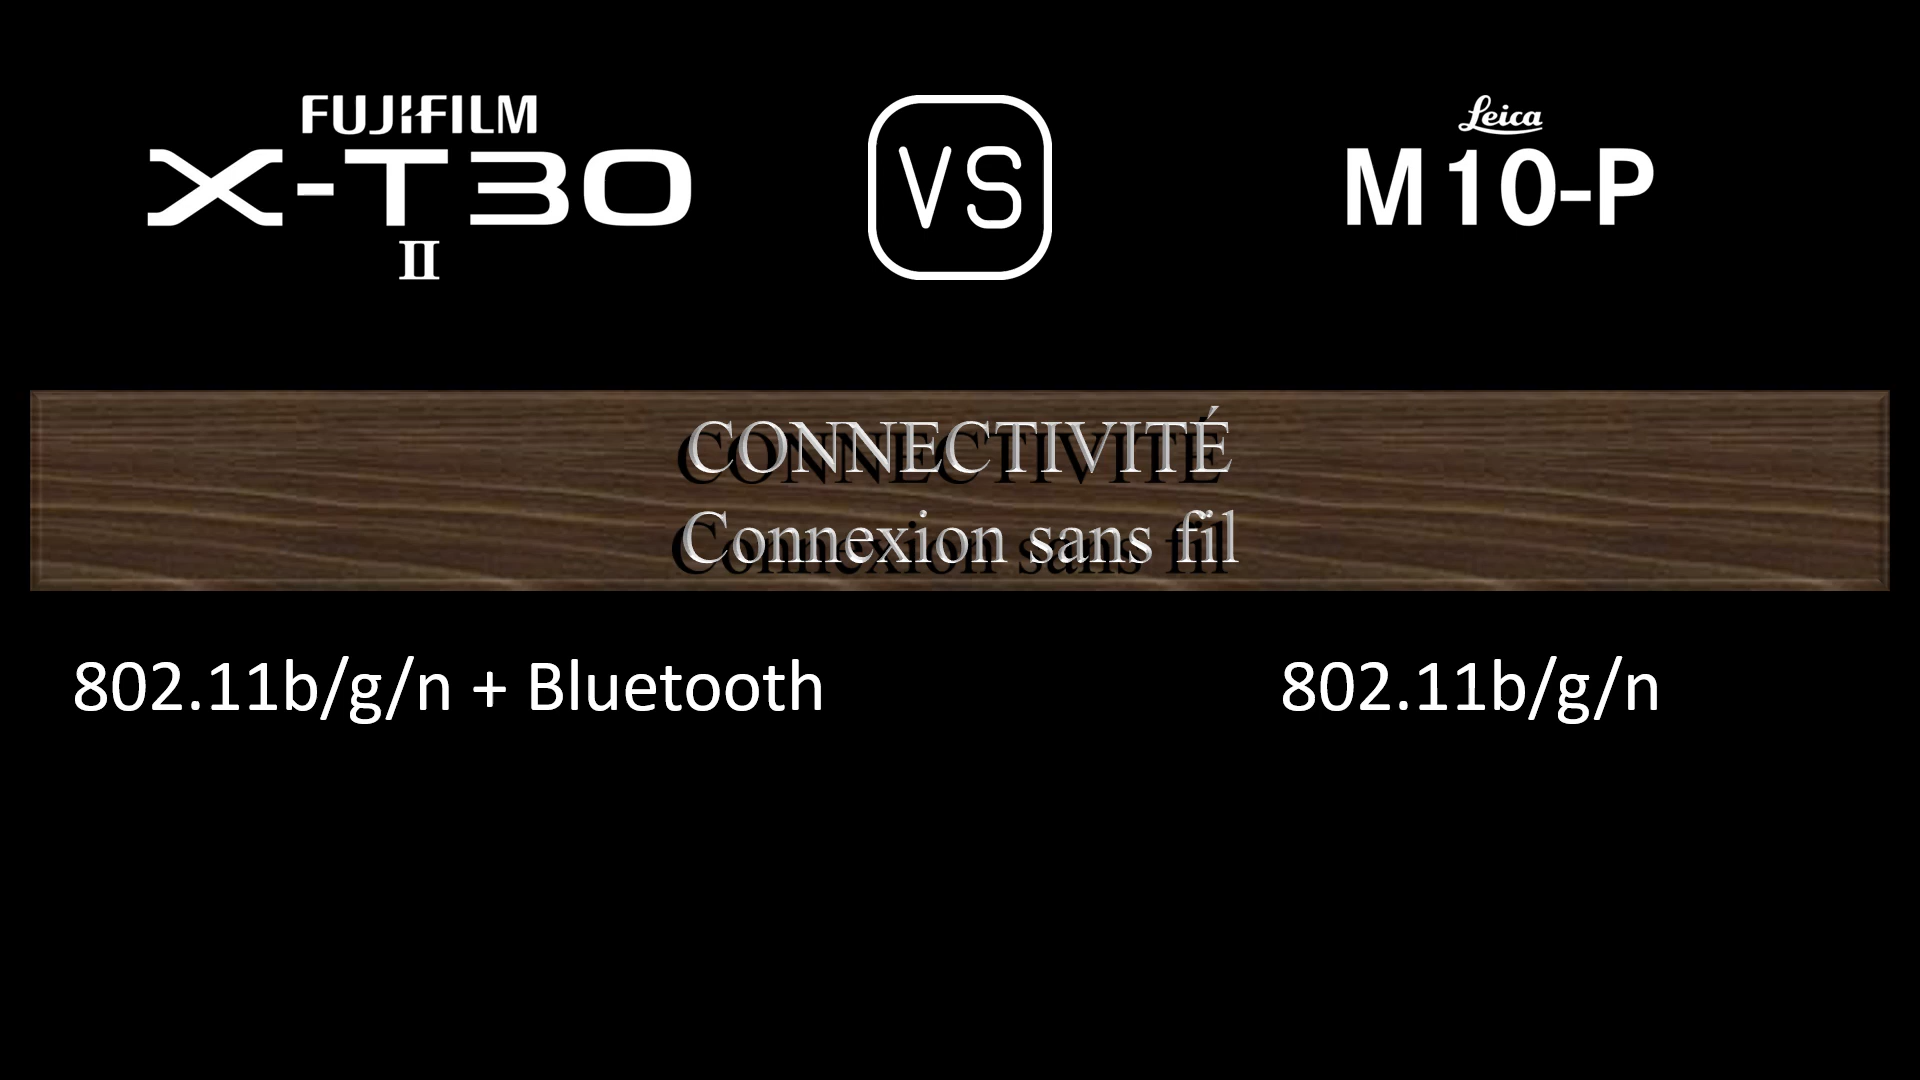 FUJIFILM
X-T30
II
VS
Leica
M10-P
CONNECTIVITÉ
Connexion sans fil
802.11b/g/n + Bluetooth
802.11b/g/n